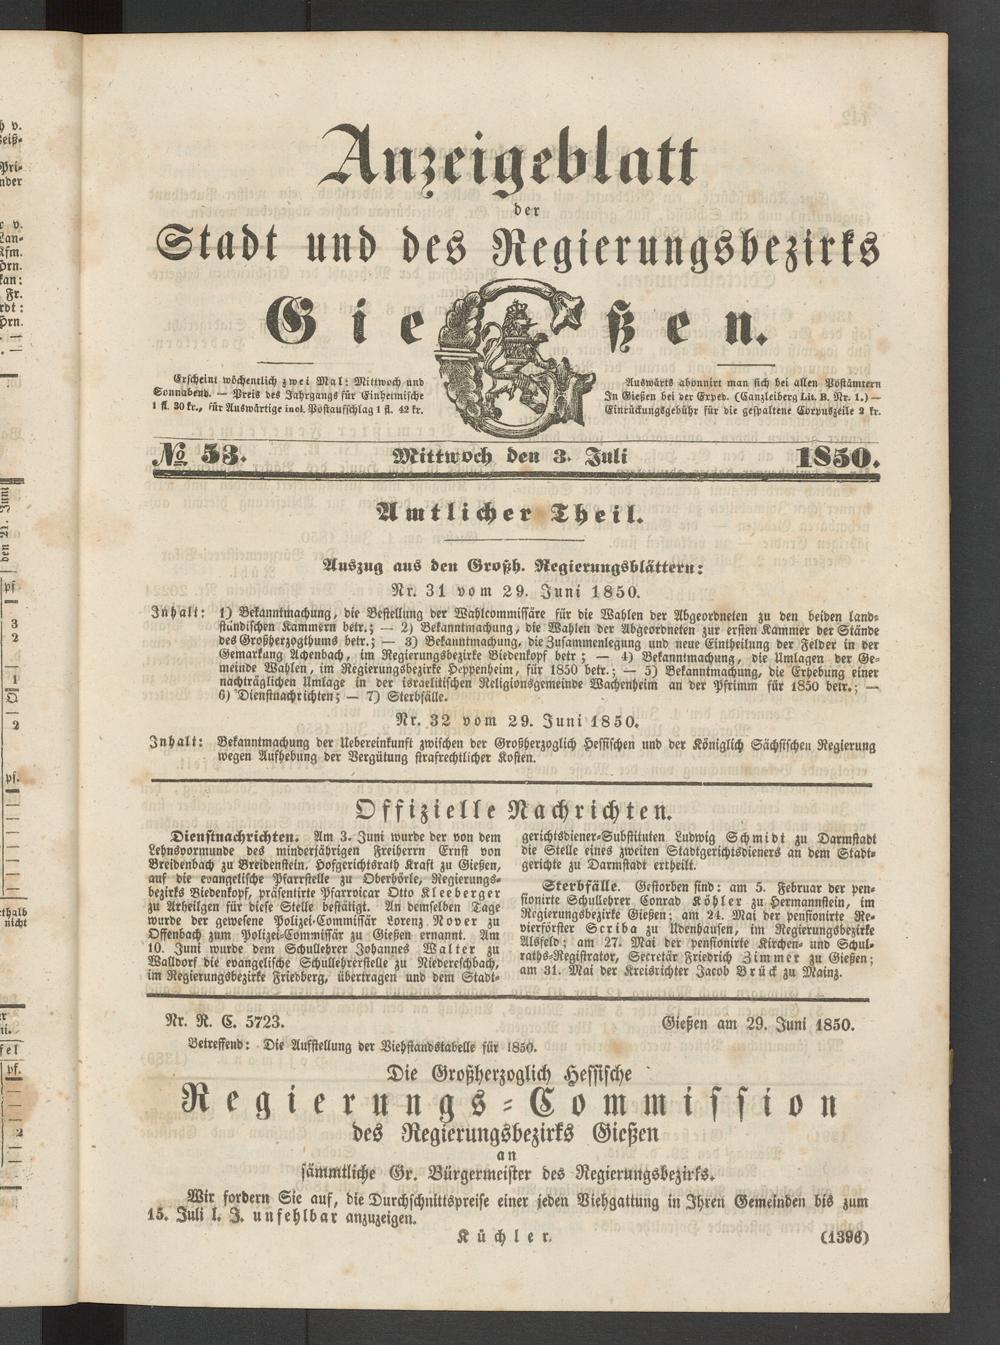 Anzeigeblatt
der
Stadt und des Regierungsbezirks
Gießen.
Erscheint wöchentlich zwei Mal: Mittwoch und
Sonnabend. — Preis des Jahrgangs für Einheimische
1 fl. 30 kr., für Auswärtige incl. Postaufschlag 1 fl. 42 kr.
Auswärts abonnirt man sich bei allen Postämtern
In Gießen bei der Exped. (Canzleiberg Lit. B. Nr. 1.) —
Einrückungsgebühr für die gespaltene Corpuszeile 2 kr.
№ 53. Mittwoch den 3. Juli 1850.
Amtlicher Theil.
Auszug aus den Großh. Regierungsblättern:
Nr. 31 vom 29. Juni 1850.
Inhalt: 1) Bekanntmachung, die Bestellung der Wahlcommissäre für die Wahlen der Abgeordneten zu den beiden land-
ständischen Kammern betr.; — 2) Bekanntmachung, die Wahlen der Abgeordneten zur ersten Kammer der Stände
des Großherzogthums betr.; — 3) Bekanntmachung, die Zusammenlegung und neue Eintheilung der Felder in der
Gemarkung Achenbach, im Regierungsbezirke Biedenkopf betr; — 4) Bekanntmachung, die Umlagen der Ge-
meinde Wahlen, im Regierungsbezirke Heppenheim, für 1850 betr.; — 5) Bekanntmachung, die Erhebung einer
nachträglichen Umlage in der israelitischen Religionsgemeinde Wachenheim an der Pfrimm für 1850 betr.; —
6) Dienstnachrichten; — 7) Sterbfälle.
Nr. 32 vom 29. Juni 1850.
Inhalt: Bekanntmachung der Uebereinkunft zwischen der Großherzoglich Hessischen und der Königlich Sächsischen Regierung
wegen Aufhebung der Vergütung strafrechtlicher Kosten.
Offizielle Nachrichten.
Dienstnachrichten. Am 3. Juni wurde der von dem
Lehnsvormunde des minderjährigen Freiherrn Ernst von
Breidenbach zu Breidenstein, Hofgerichtsrath Kraft zu Gießen,
auf die evangelische Pfarrstelle zu Oberhörle, Regierungs-
bezirks Biedenkopf, präsentirte Pfarrvicar Otto Kleeberger
zu Arheilgen für diese Stelle bestätigt. An demselben Tage
wurde der gewesene Polizei-Commissär Lorenz Nover zu
Offenbach zum Polizei-Commissär zu Gießen ernannt. Am
10. Juni wurde dem Schullehrer Johannes Walter zu
Walldorf die evangelische Schullehrerstelle zu Niedereschbach,
im Regierungsbezirke Friedberg, übertragen und dem Stadt-
gerichtsdiener-Substituten Ludwig Schmidt zu Darmstadt
die Stelle eines zweiten Stadtgerichtsdieners an dem Stadt-
gerichte zu Darmstadt ertheilt.
Sterbfälle. Gestorben sind: am 5. Februar der pen-
sionirte Schullehrer Conrad Köhler zu Hermannstein, im
Regierungsbezirke Gießen; am 24. Mai der pensionirte Re-
vierförster Scriba zu Udenhausen, im Regierungsbezirke
Alsfeld; am 27. Mai der pensionirte Kirchen- und Schul-
raths-Registrator, Secretär Friedrich Zimmer zu Gießen;
am 31. Mai der Kreisrichter Jacob Brück zu Mainz.
Nr. R. C. 5723. Gießen am 29. Juni 1850.
Betreffend: Die Aufstellung der Viehstandstabelle für 1850.
Die Großherzoglich Hessische
Regierungs-Commission
des Regierungsbezirks Gießen
an
sämmtliche Gr. Bürgermeister des Regierungsbezirks.
Wir fordern Sie auf, die Durchschnittspreise einer jeden Viehgattung in Ihren Gemeinden bis zum
15. Juli l. J. unfehlbar anzuzeigen.
Küchler. (1396)